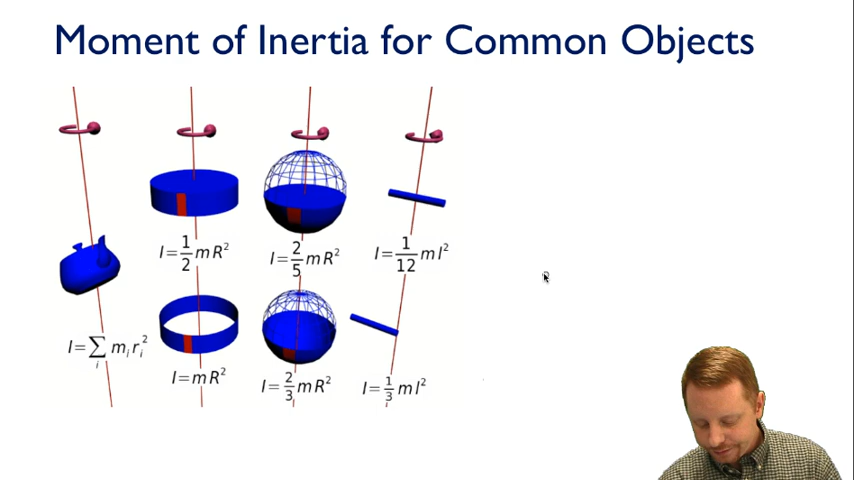 Moment of Inertia for Common Objects
I=1/2 mR²
I=2/5 mR²
I=1/12 ml²
I=∑ᵢ mᵢrᵢ²
I=mR²
I=2/3 mR²
I=1/3 ml²